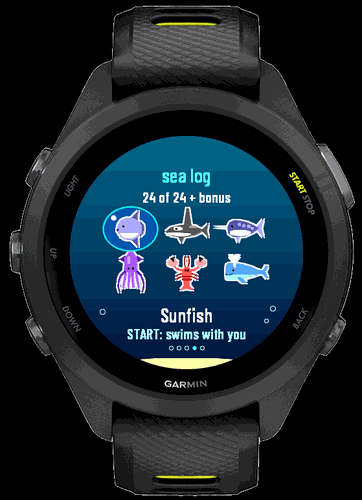 sea log
24 of 24 + bonus
LIGHT
START STOP
UP
Sunfish
START: swims with you
DOWN
BACK
GARMIN